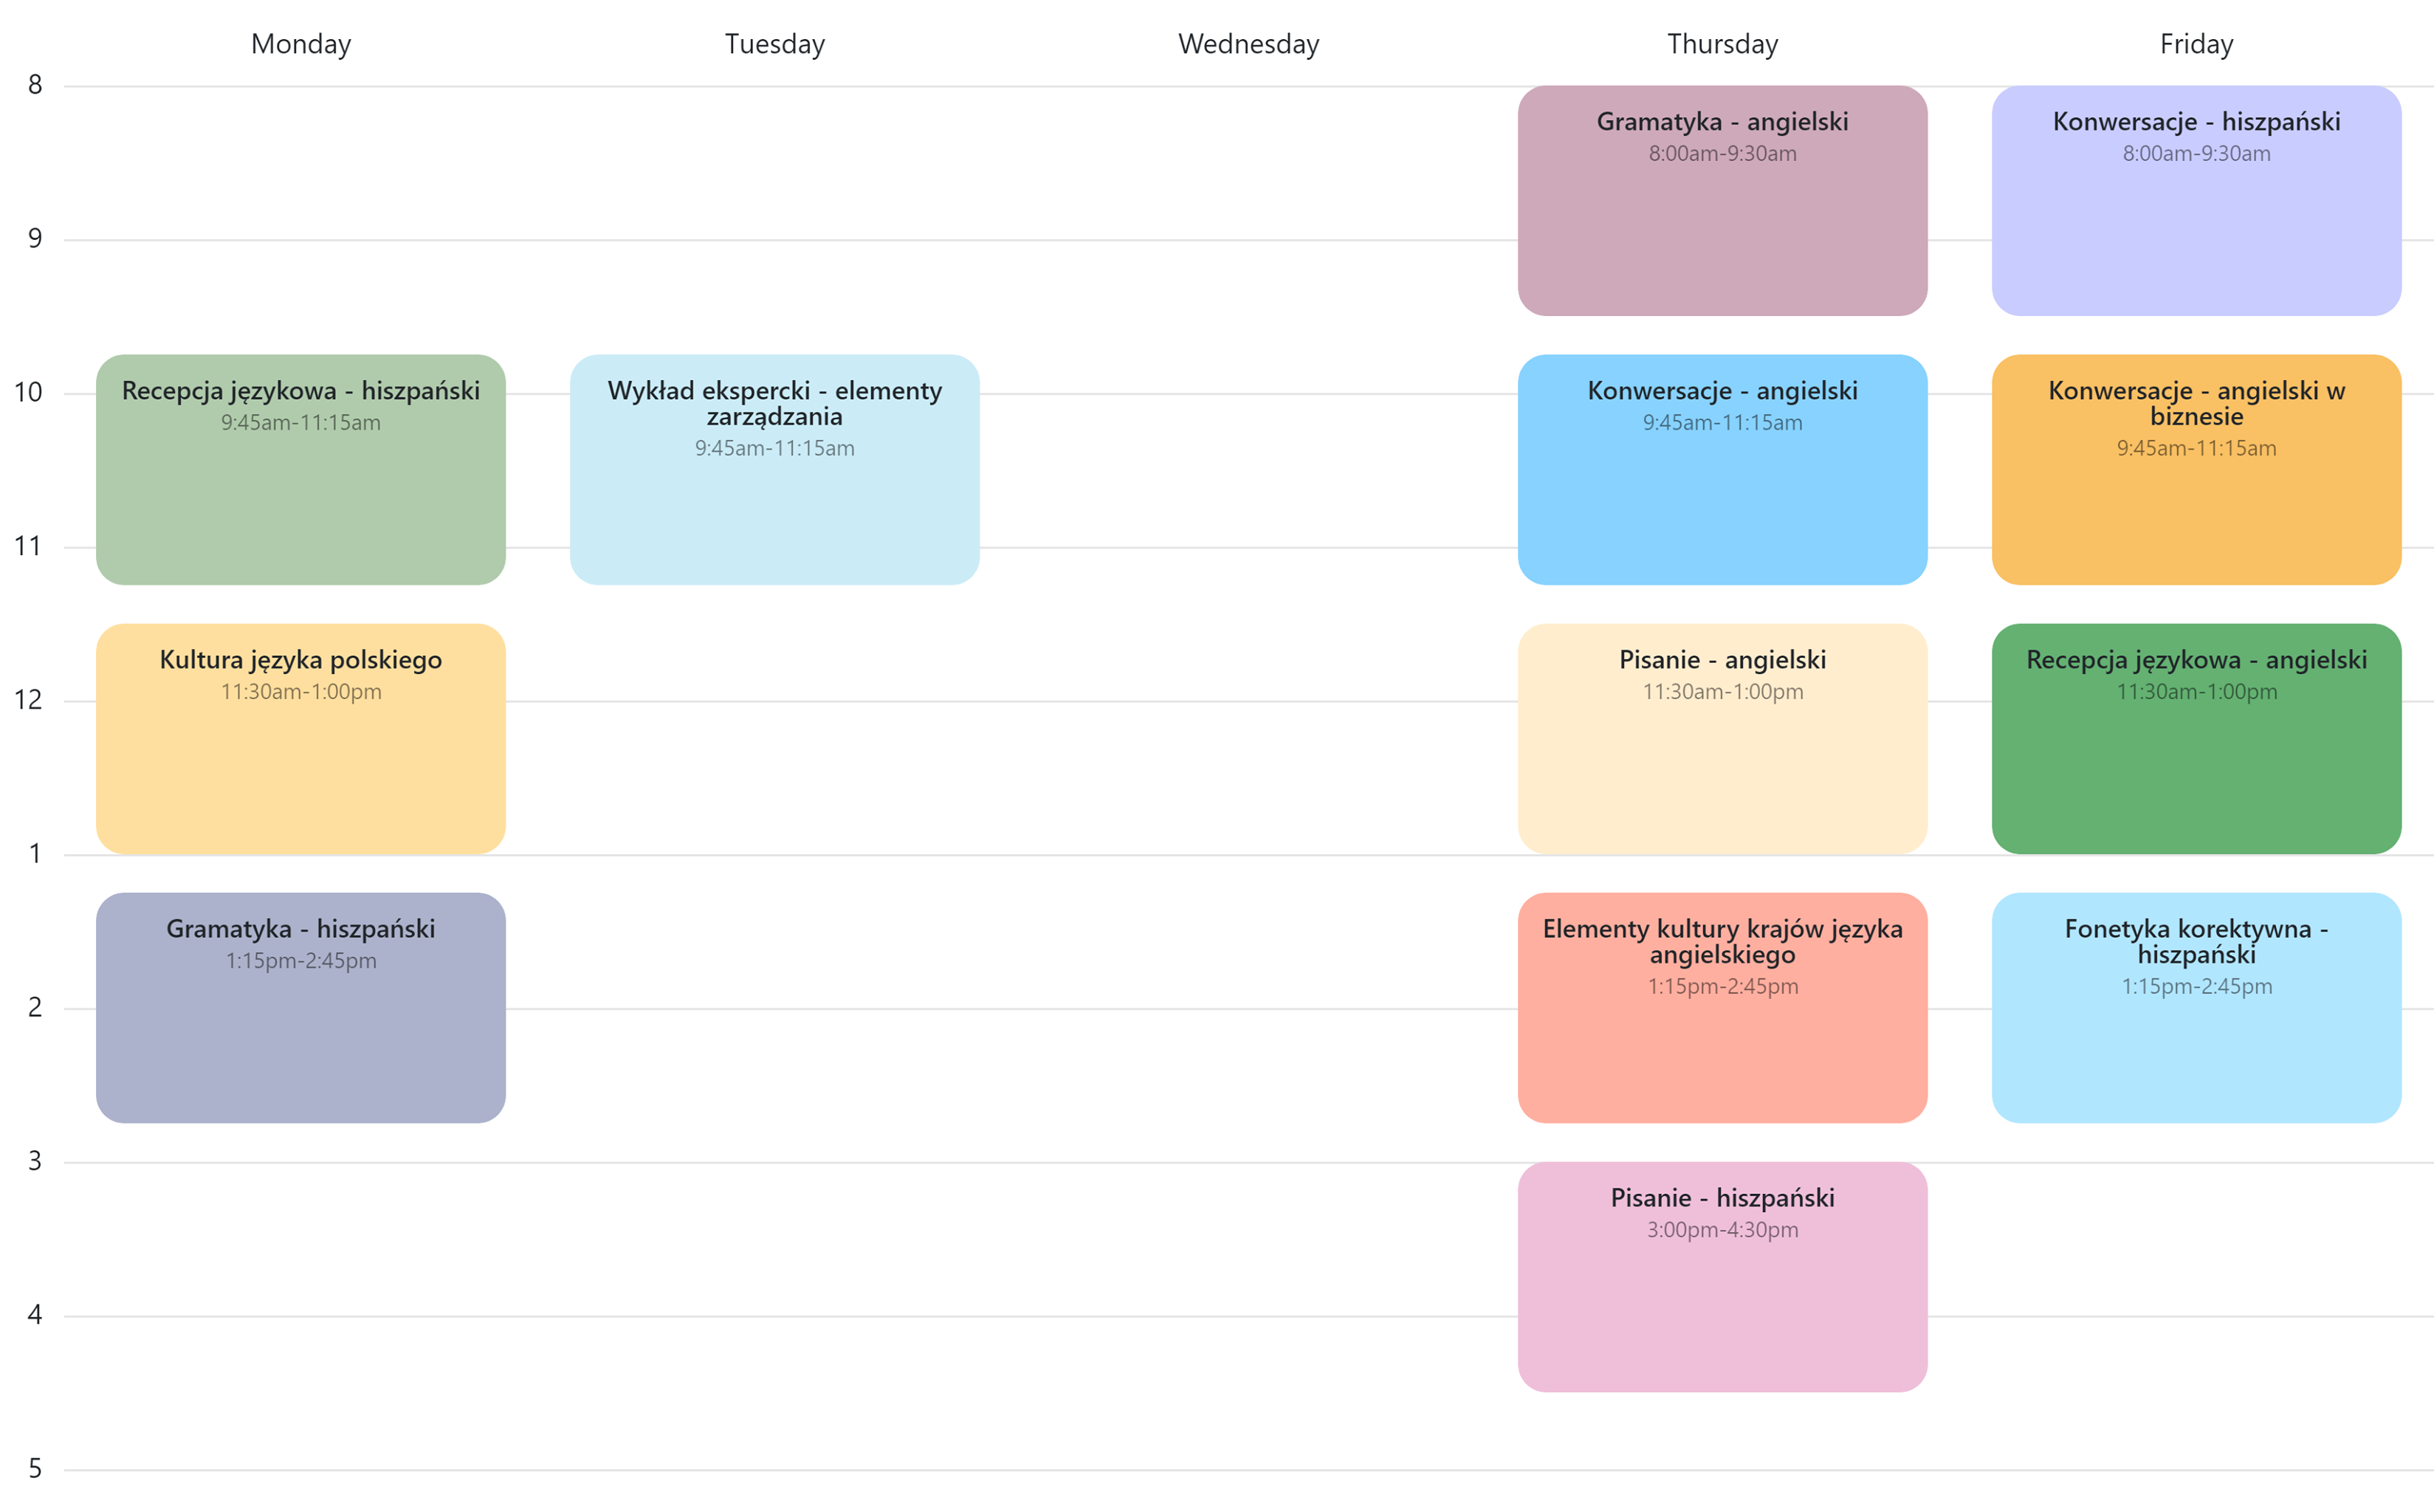 Monday
Tuesday
Wednesday
Thursday
Friday
8
Gramatyka - angielski
8:00am-9:30am
Konwersacje - hiszpański
8:00am-9:30am
9
10
Recepcja językowa - hiszpański
9:45am-11:15am
Wykład ekspercki - elementy
zarządzania
9:45am-11:15am
Konwersacje - angielski
9:45am-11:15am
Konwersacje - angielski w
biznesie
9:45am-11:15am
11
Kultura języka polskiego
11:30am-1:00pm
Pisanie - angielski
11:30am-1:00pm
Recepcja językowa - angielski
11:30am-1:00pm
12
1
Gramatyka - hiszpański
1:15pm-2:45pm
Elementy kultury krajów języka
angielskiego
1:15pm-2:45pm
Fonetyka korektywna -
hiszpański
1:15pm-2:45pm
2
3
Pisanie - hiszpański
3:00pm-4:30pm
4
5